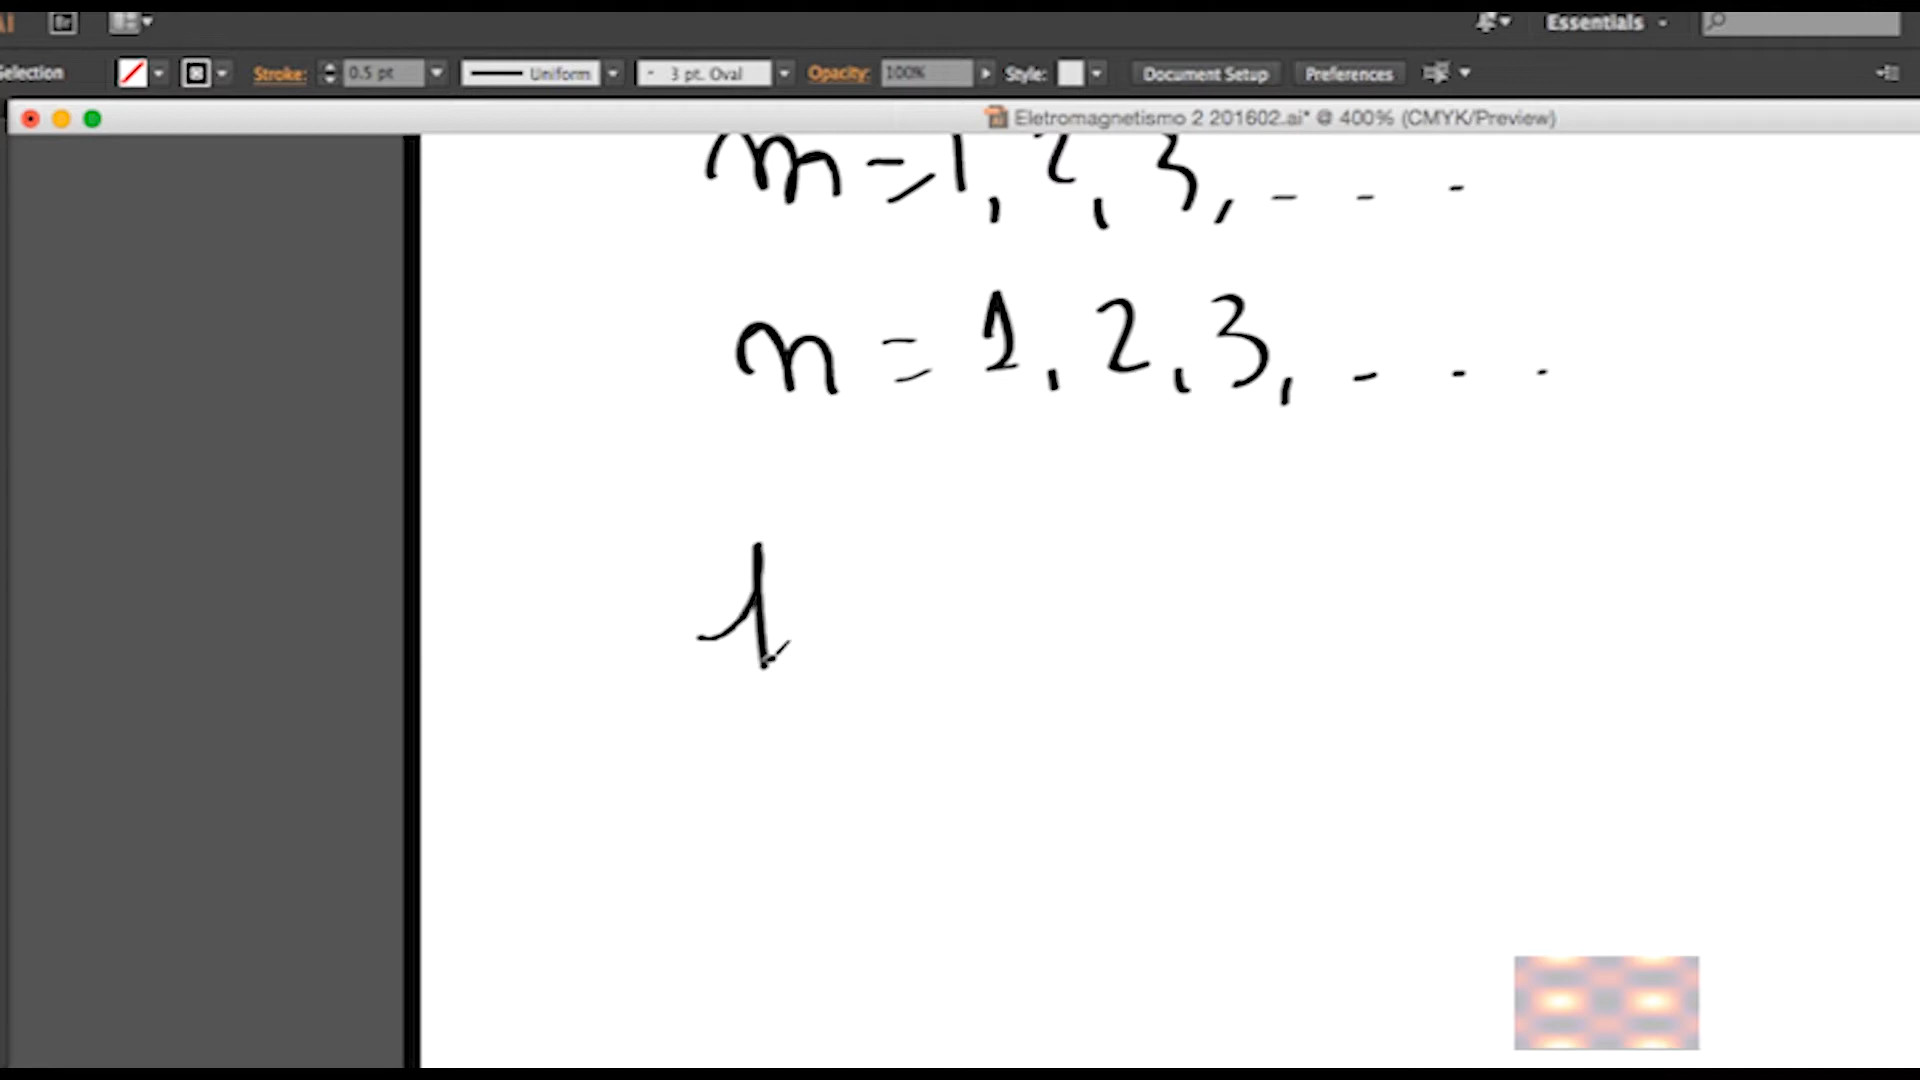 Br Essentials
Selection Stroke: 0.5 pt Uniform 3 pt. Oval Opacity: 100% Style: Document Setup Preferences
Eletromagnetismo 2 201602.ai* @ 400% (CMYK/Preview)
m = 1, 2, 3, ...
n = 1, 2, 3, ...